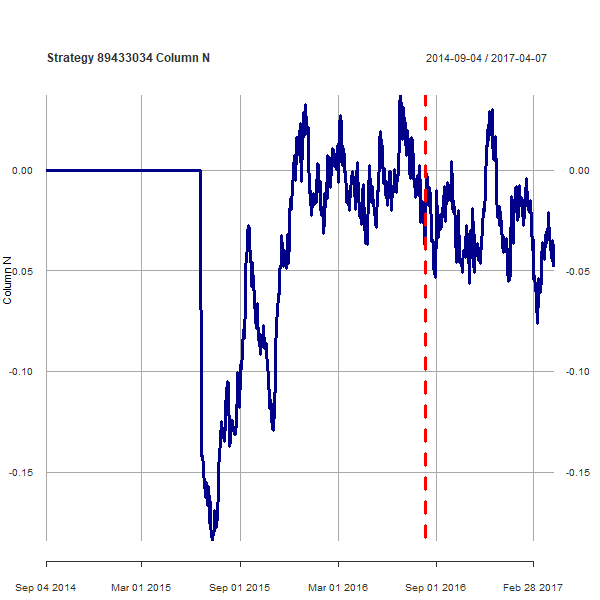 Strategy 89433034 Column N
2014-09-04 / 2017-04-07
0.00
0.00
-0.05
-0.05
Column N
-0.10
-0.10
-0.15
-0.15
Sep 04 2014
Mar 01 2015
Sep 01 2015
Mar 01 2016
Sep 01 2016
Feb 28 2017